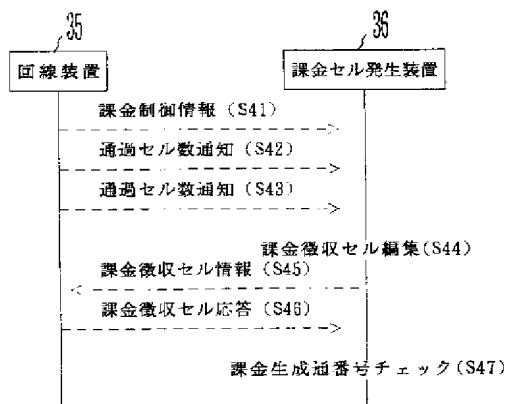 35
36
回線装置
課金セル発生装置
課金制御情報 (S41)
通過セル数通知 (S42)
通過セル数通知 (S43)
課金徴収セル編集(S44)
課金徴収セル情報 (S45)
課金徴収セル応答 (S46)
課金生成通番号チェック(S47)